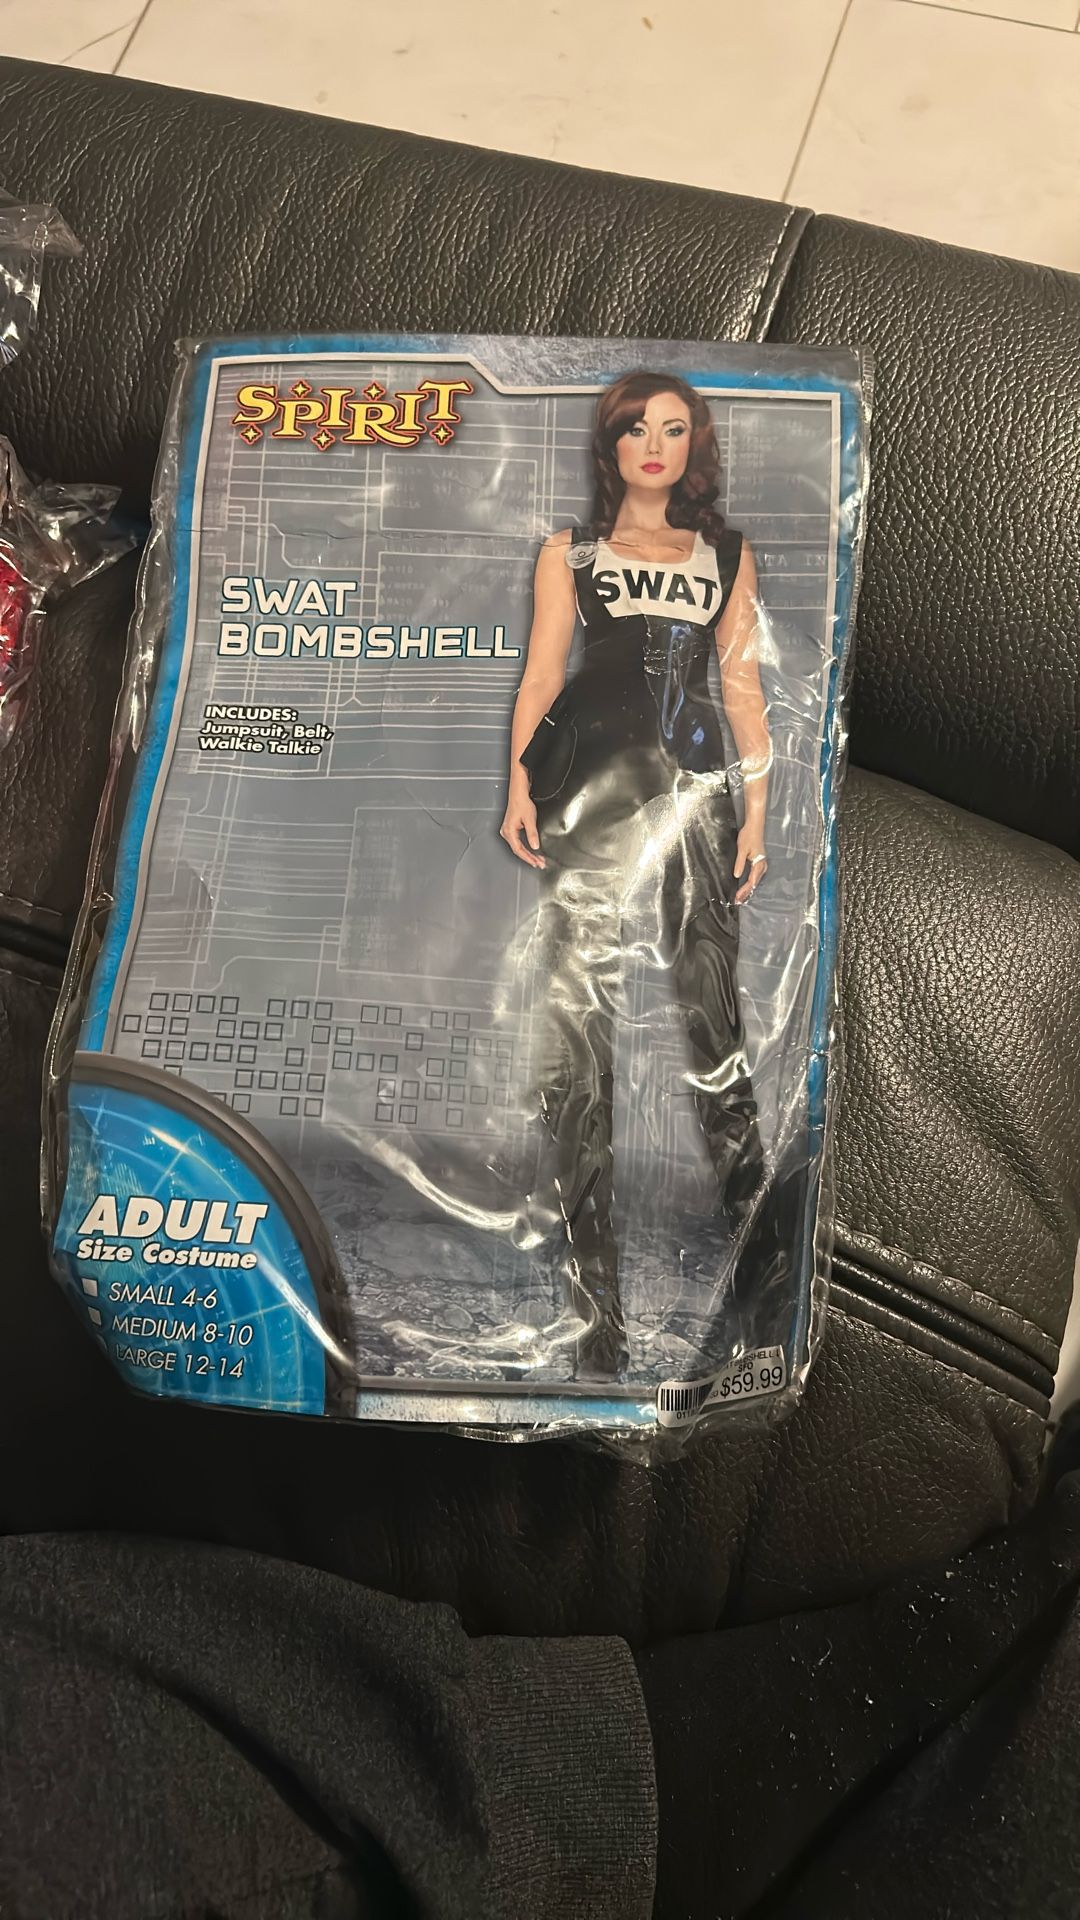 SPIRIT
SWAT
SWAT
BOMBSHELL
INCLUDES:
Jumpsuit, Belt,
Walkie Talkie
ADULT
Size Costume
SMALL 4-6
MEDIUM 8-10
LARGE 12-14
SFO
$59.99